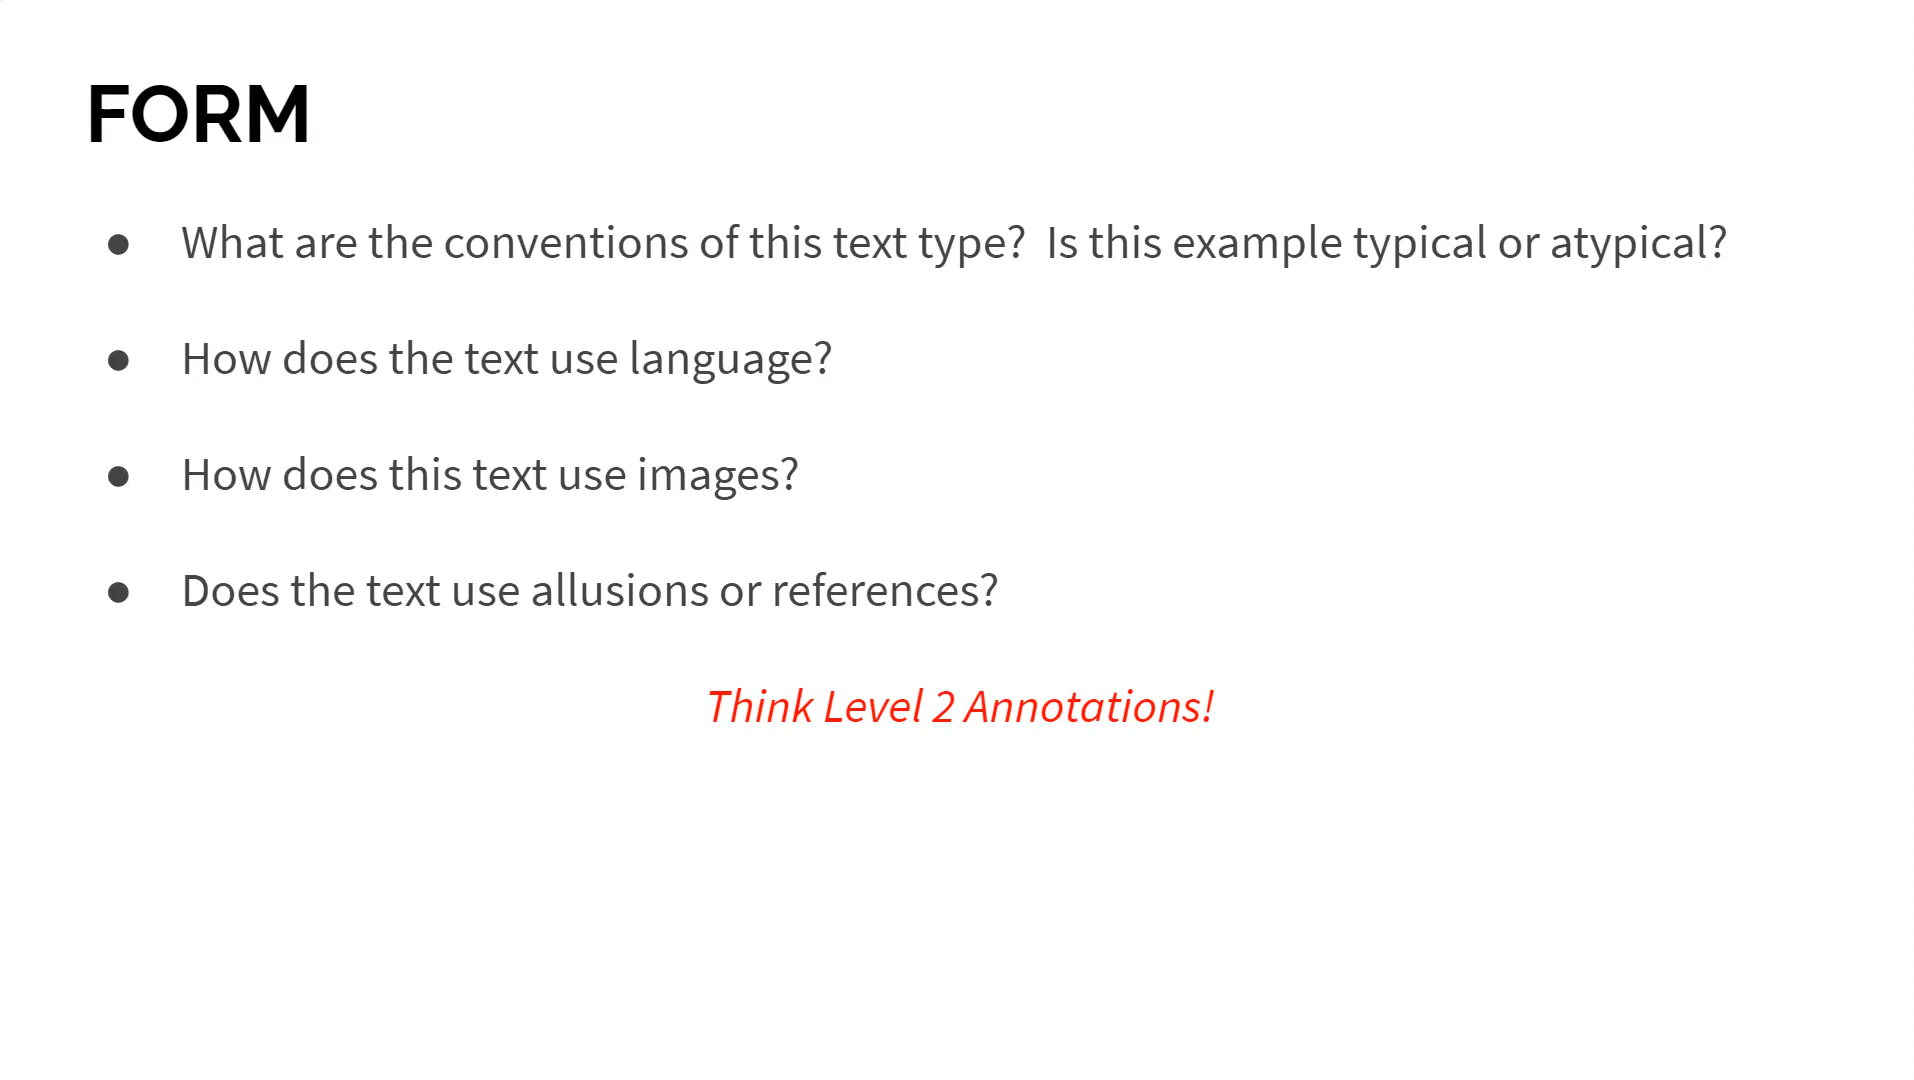 FORM
● What are the conventions of this text type?  Is this example typical or atypical?
● How does the text use language?
● How does this text use images?
● Does the text use allusions or references?
Think Level 2 Annotations!